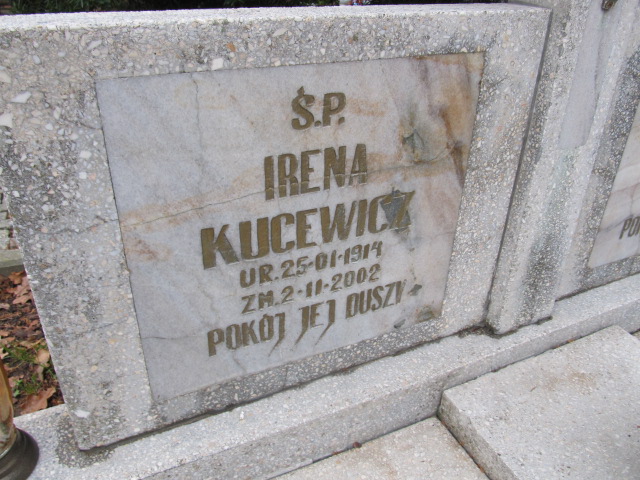 Ś.P.
IRENA
KUCEWICZ
UR. 25-01-1914
ZM. 2-11-2002
POKÓJ JEJ DUSZY